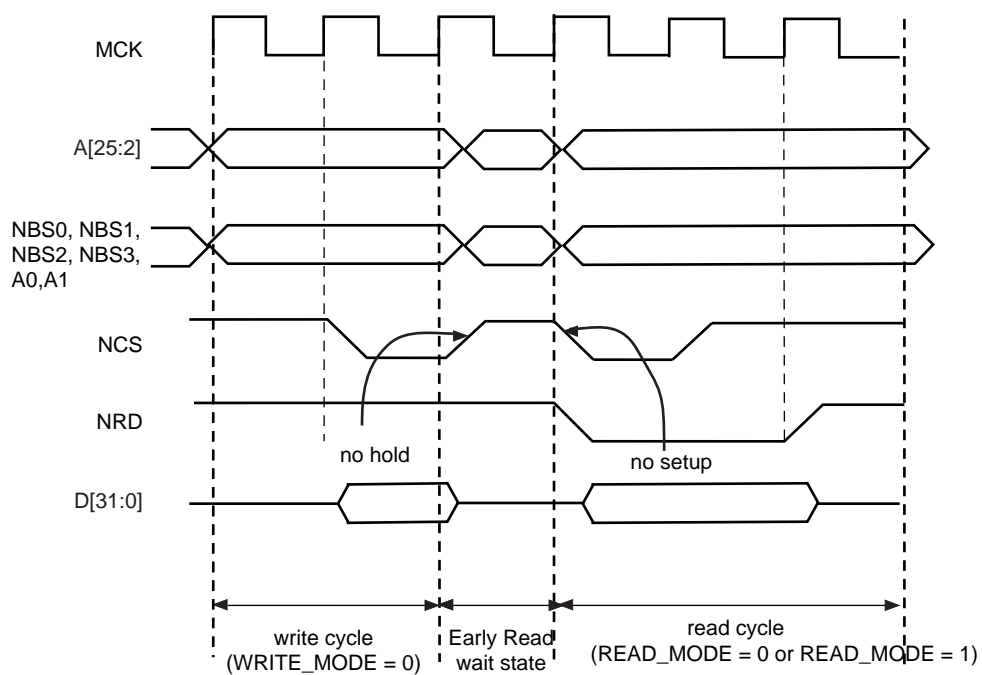 MCK
A[25:2]
NBS0, NBS1,
NBS2, NBS3,
A0,A1
NCS
NRD
no hold
no setup
D[31:0]
write cycle
(WRITE_MODE = 0)
Early Read
wait state
read cycle
(READ_MODE = 0 or READ_MODE = 1)